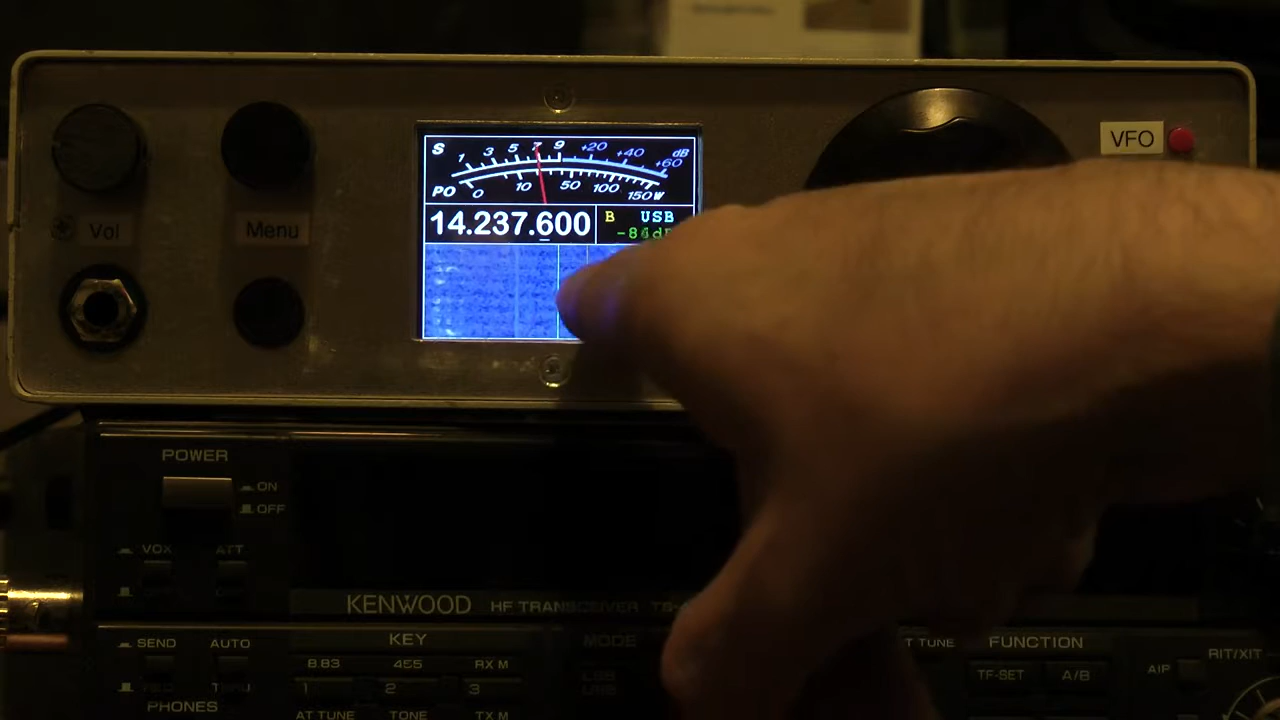 S 1 3 5 7 9 +20 +40 +60 dB
PO 0 10 50 100 150 W
14.237.600 B USB
VFO
Vol
Menu
POWER
ON
OFF
VOX ATT
KENWOOD HF TRANSCEIVER
SEND AUTO
KEY
MODE
T TUNE FUNCTION
RIT/XIT
8.83 455 RX M
TF-SET A/B
AIP
1 2 3
PHONES
AT TUNE TONE TX M